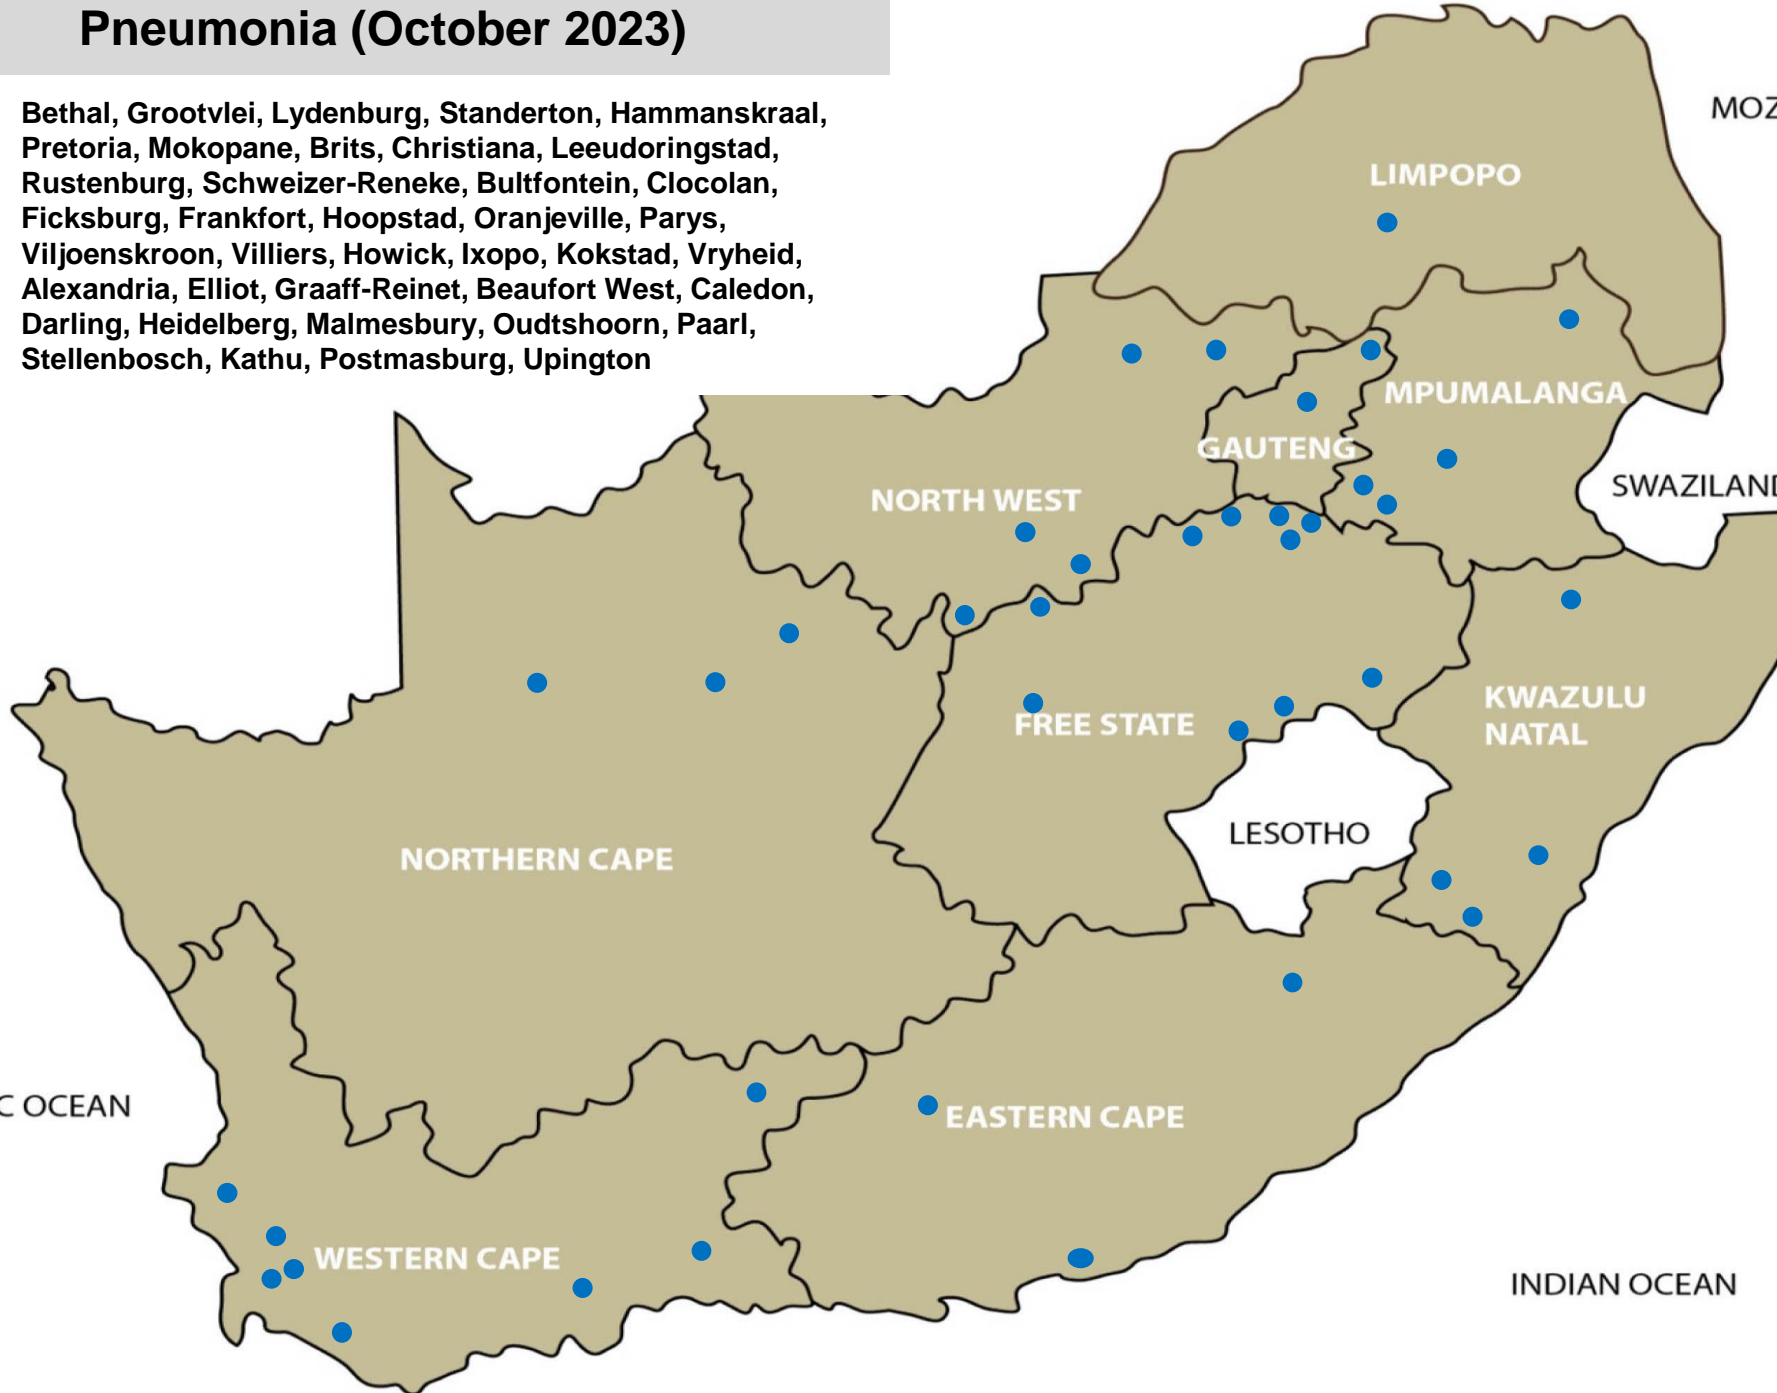 Pneumonia (October 2023)
Bethal, Grootvlei, Lydenburg, Standerton, Hammanskraal,
Pretoria, Mokopane, Brits, Christiana, Leeudoringstad,
Rustenburg, Schweizer-Reneke, Bultfontein, Clocolan,
Ficksburg, Frankfort, Hoopstad, Oranjeville, Parys,
Viljoenskroon, Villiers, Howick, Ixopo, Kokstad, Vryheid,
Alexandria, Elliot, Graaff-Reinet, Beaufort West, Caledon,
Darling, Heidelberg, Malmesbury, Oudtshoorn, Paarl,
Stellenbosch, Kathu, Postmasburg, Upington
MOZ
LIMPOPO
MPUMALANGA
GAUTENG
SWAZILAND
NORTH WEST
KWAZULU
NATAL
FREE STATE
LESOTHO
NORTHERN CAPE
C OCEAN
EASTERN CAPE
WESTERN CAPE
INDIAN OCEAN